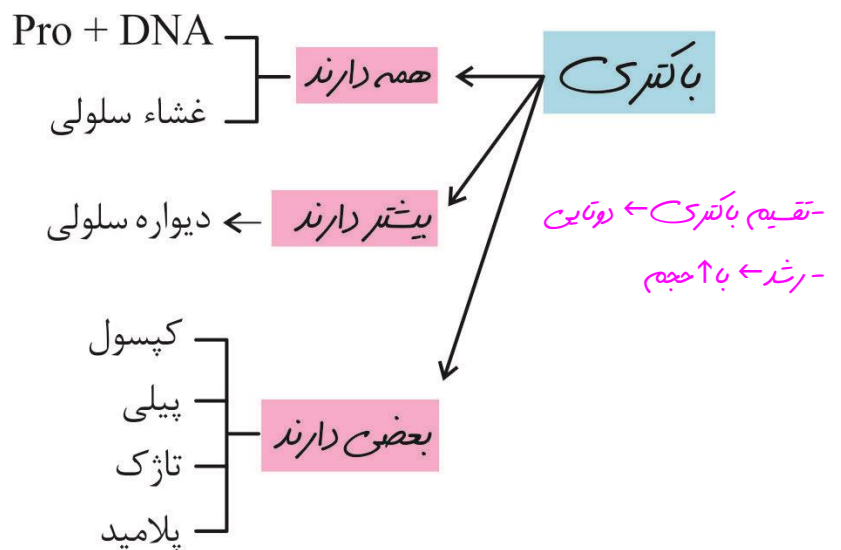 باکتری
همه دارند
Pro + DNA
غشاء سلولی
بیشتر دارند
دیواره سلولی
بعضی دارند
کپسول
پیلی
تاژک
پلامید
-تقسیم باکتری ← دوتایی
-رشد ← با ↑ حجم